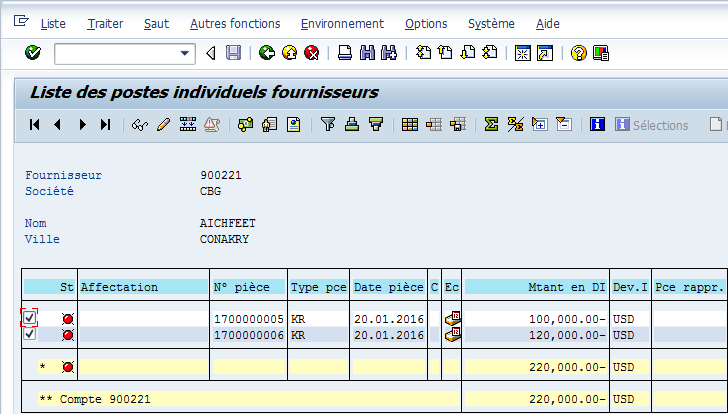 Liste Traiter Saut Autres fonctions Environnement Options Système Aide
Liste des postes individuels fournisseurs
Sélections
Fournisseur 900221
Société CBG
Nom AICHFEET
Ville CONAKRY
St Affectation N° pièce Type pce Date pièce C Ec Mtant en DI Dev.I Pce rappr.
1700000005 KR 20.01.2016 100,000.00- USD
1700000006 KR 20.01.2016 120,000.00- USD
* 220,000.00- USD
** Compte 900221 220,000.00- USD